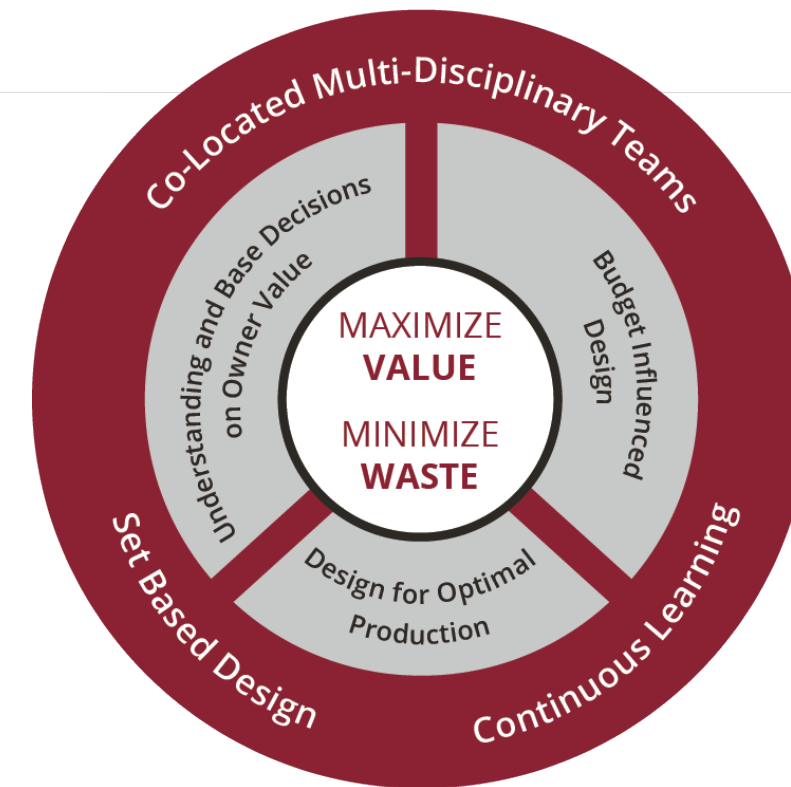 Co-Located Multi-Disciplinary Teams
Understanding and Base Decisions
on Owner Value
Budget Influenced
Design
MAXIMIZE
VALUE
MINIMIZE
WASTE
Design for Optimal
Production
Set Based Design
Continuous Learning